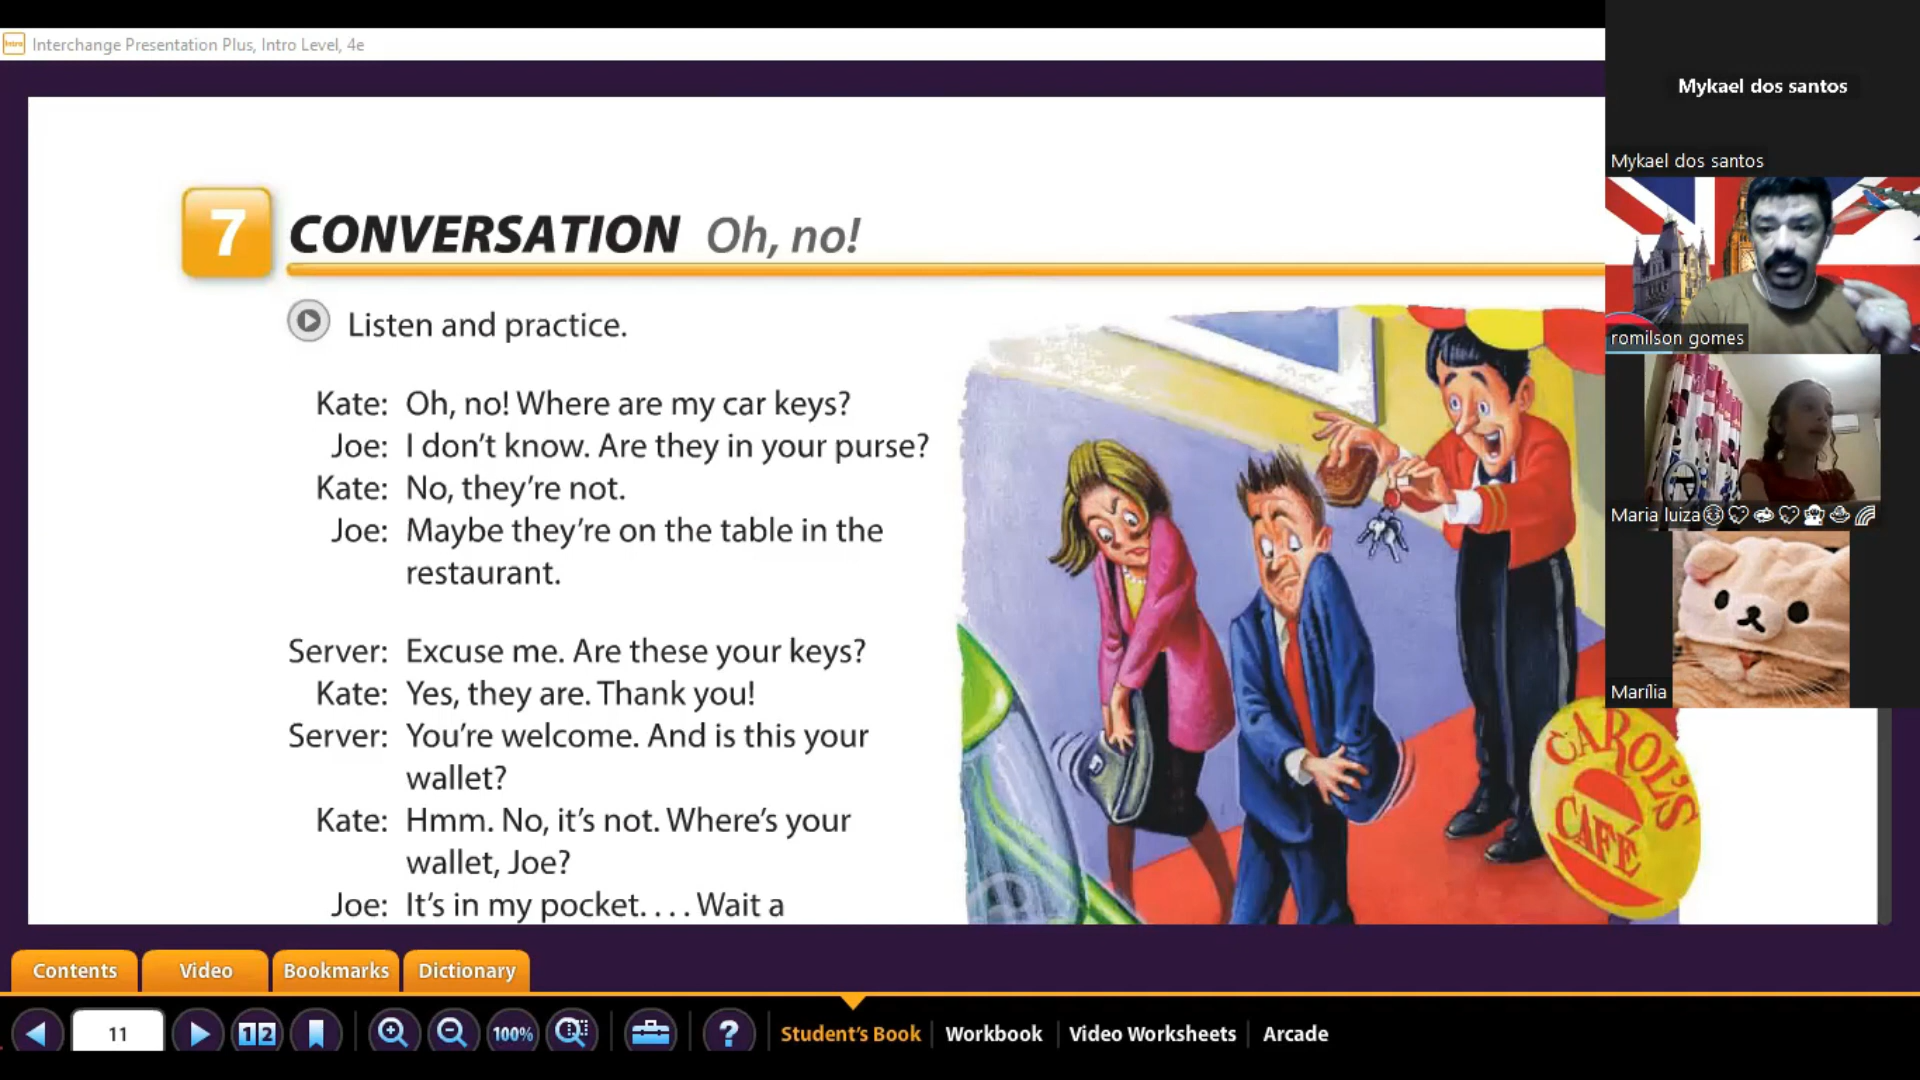 Interchange Presentation Plus, Intro Level, 4e
Mykael dos santos
Mykael dos santos
romilson gomes
Maria luiza
Marília
7 CONVERSATION Oh, no!
Listen and practice.
Kate: Oh, no! Where are my car keys?
Joe: I don't know. Are they in your purse?
Kate: No, they're not.
Joe: Maybe they're on the table in the
restaurant.
Server: Excuse me. Are these your keys?
Kate: Yes, they are. Thank you!
Server: You're welcome. And is this your
wallet?
Kate: Hmm. No, it's not. Where's your
wallet, Joe?
Joe: It's in my pocket. . . . Wait a
CAROL'S
CAFÉ
Contents Video Bookmarks Dictionary
11 1 2 100% ? Student's Book Workbook Video Worksheets Arcade